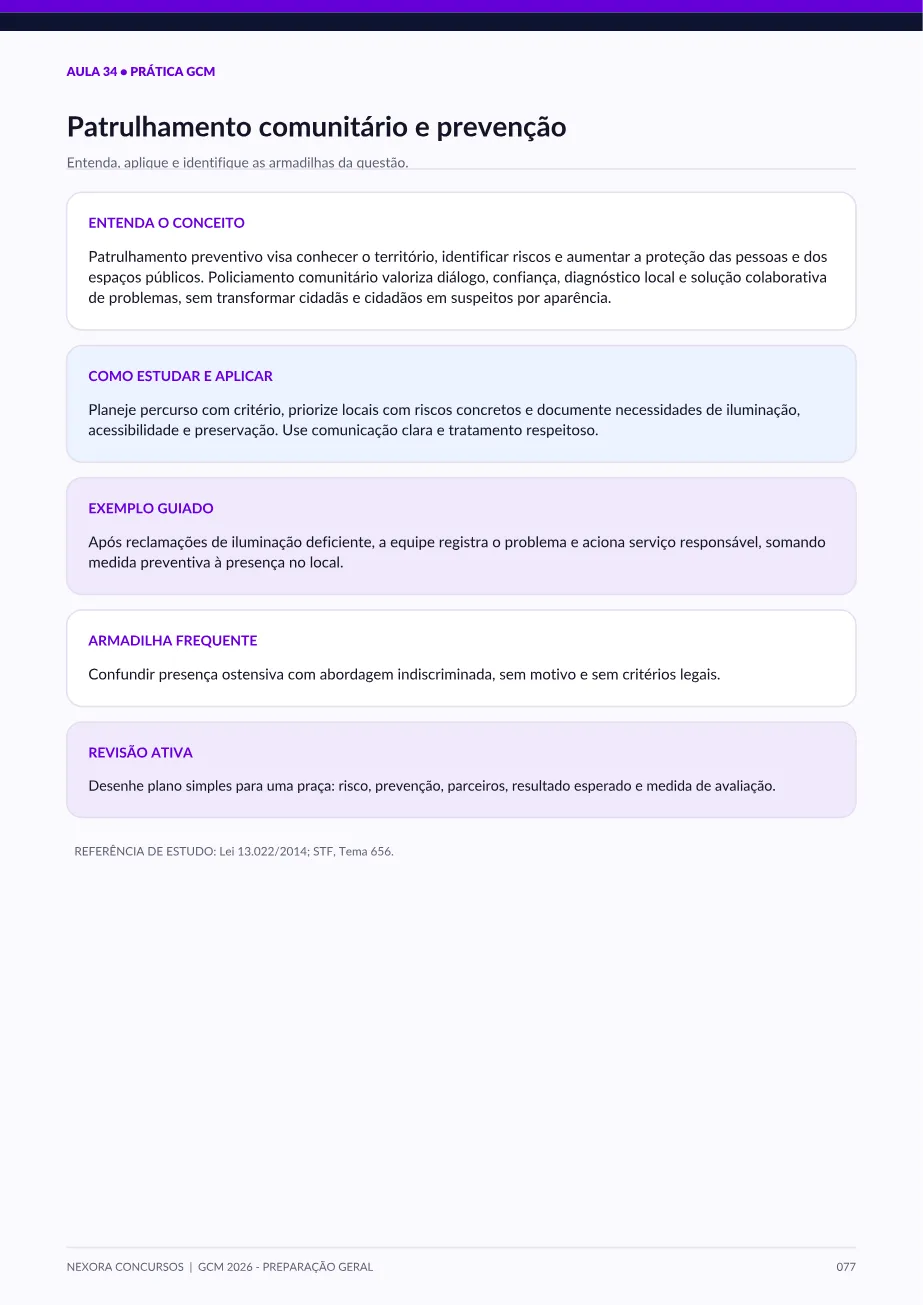 AULA 34 • PRÁTICA GCM
Patrulhamento comunitário e prevenção
Entenda, aplique e identifique as armadilhas da questão.
ENTENDA O CONCEITO
Patrulhamento preventivo visa conhecer o território, identificar riscos e aumentar a proteção das pessoas e dos
espaços públicos. Policiamento comunitário valoriza diálogo, confiança, diagnóstico local e solução colaborativa
de problemas, sem transformar cidadãs e cidadãos em suspeitos por aparência.
COMO ESTUDAR E APLICAR
Planeje percurso com critério, priorize locais com riscos concretos e documente necessidades de iluminação,
acessibilidade e preservação. Use comunicação clara e tratamento respeitoso.
EXEMPLO GUIADO
Após reclamações de iluminação deficiente, a equipe registra o problema e aciona serviço responsável, somando
medida preventiva à presença no local.
ARMADILHA FREQUENTE
Confundir presença ostensiva com abordagem indiscriminada, sem motivo e sem critérios legais.
REVISÃO ATIVA
Desenhe plano simples para uma praça: risco, prevenção, parceiros, resultado esperado e medida de avaliação.
REFERÊNCIA DE ESTUDO: Lei 13.022/2014; STF, Tema 656.
NEXORA CONCURSOS | GCM 2026 - PREPARAÇÃO GERAL
077